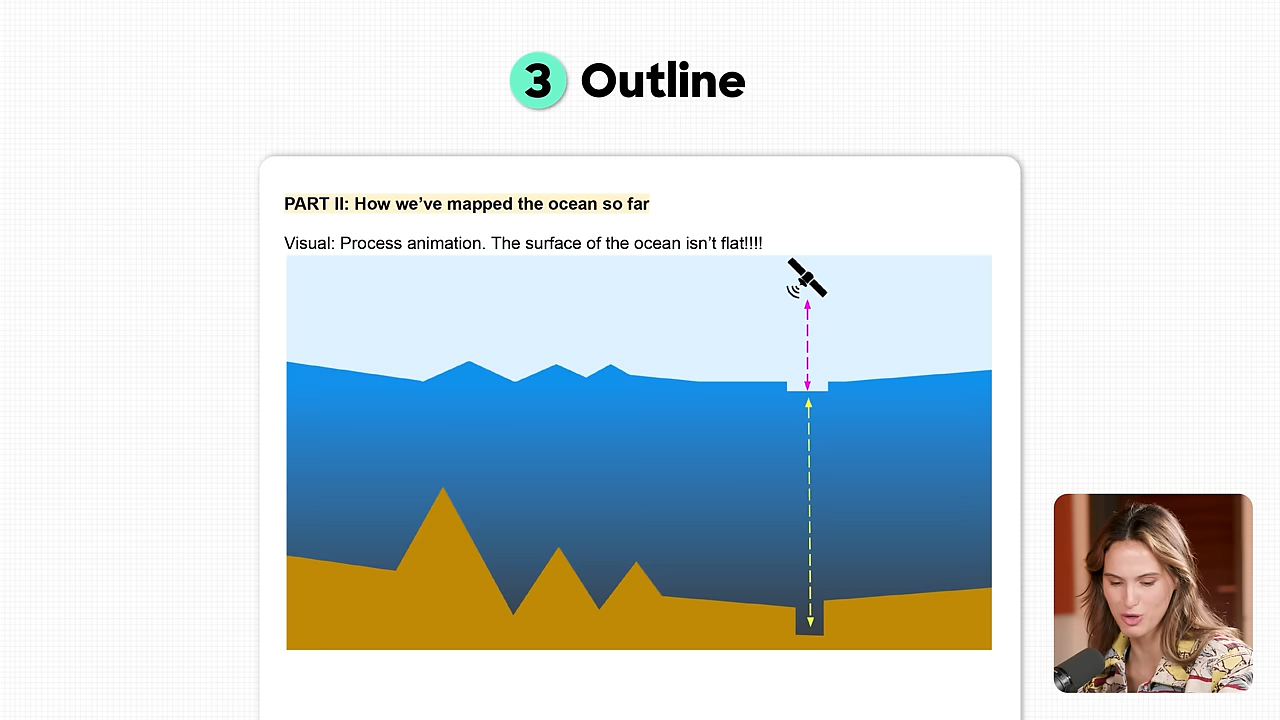 3 Outline
PART II: How we’ve mapped the ocean so far
Visual: Process animation. The surface of the ocean isn’t flat!!!!